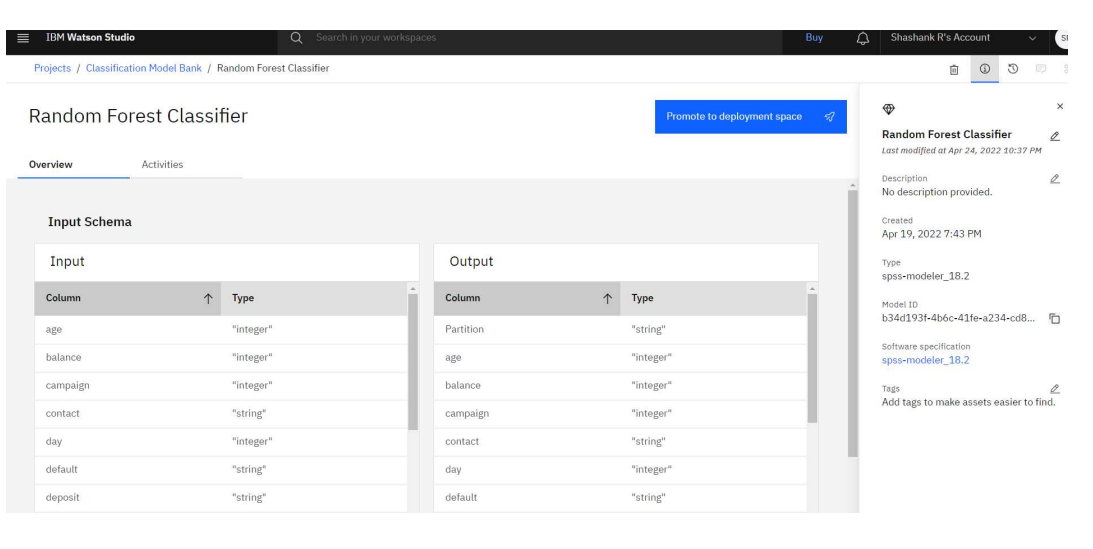 IBM Watson Studio
Search in your workspaces
Buy
Shashank R's Account
Projects / Classification Model Bank / Random Forest Classifier
Random Forest Classifier
Promote to deployment space
Overview
Activities
Input Schema
Input
Column Type
age "integer"
balance "integer"
campaign "integer"
contact "string"
day "integer"
default "string"
deposit "string"
Output
Column Type
Partition "string"
age "integer"
balance "integer"
campaign "integer"
contact "string"
day "integer"
default "string"
Random Forest Classifier
Last modified at Apr 24, 2022 10:37 PM
Description
No description provided.
Created
Apr 19, 2022 7:43 PM
Type
spss-modeler_18.2
Model ID
b34d193f-4b6c-41fe-a234-cd8...
Software specification
spss-modeler_18.2
Tags
Add tags to make assets easier to find.